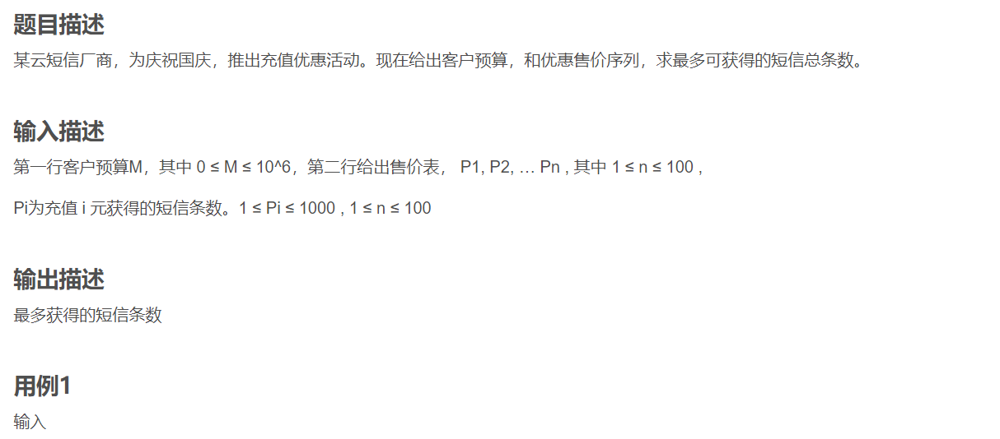 题目描述
某云短信厂商，为庆祝国庆，推出充值优惠活动。现在给出客户预算，和优惠售价序列，求最多可获得的短信总条数。
输入描述
第一行客户预算M，其中 0 ≤ M ≤ 10^6，第二行给出售价表， P1, P2, … Pn , 其中 1 ≤ n ≤ 100 ,
Pi为充值 i 元获得的短信条数。1 ≤ Pi ≤ 1000 , 1 ≤ n ≤ 100
输出描述
最多获得的短信条数
用例1
输入